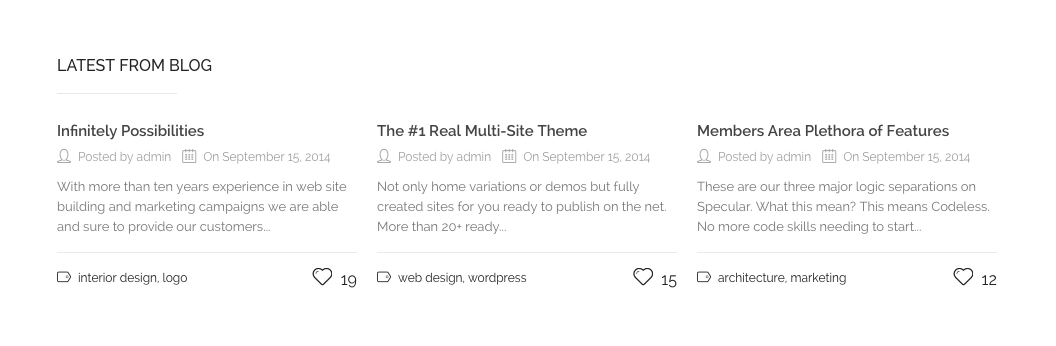 LATEST FROM BLOG
Infinitely Possibilities
Posted by admin On September 15, 2014
With more than ten years experience in web site
building and marketing campaigns we are able
and sure to provide our customers...
interior design, logo 19
The #1 Real Multi-Site Theme
Posted by admin On September 15, 2014
Not only home variations or demos but fully
created sites for you ready to publish on the net.
More than 20+ ready...
web design, wordpress 15
Members Area Plethora of Features
Posted by admin On September 15, 2014
These are our three major logic separations on
Specular. What this mean? This means Codeless.
No more code skills needing to start...
architecture, marketing 12